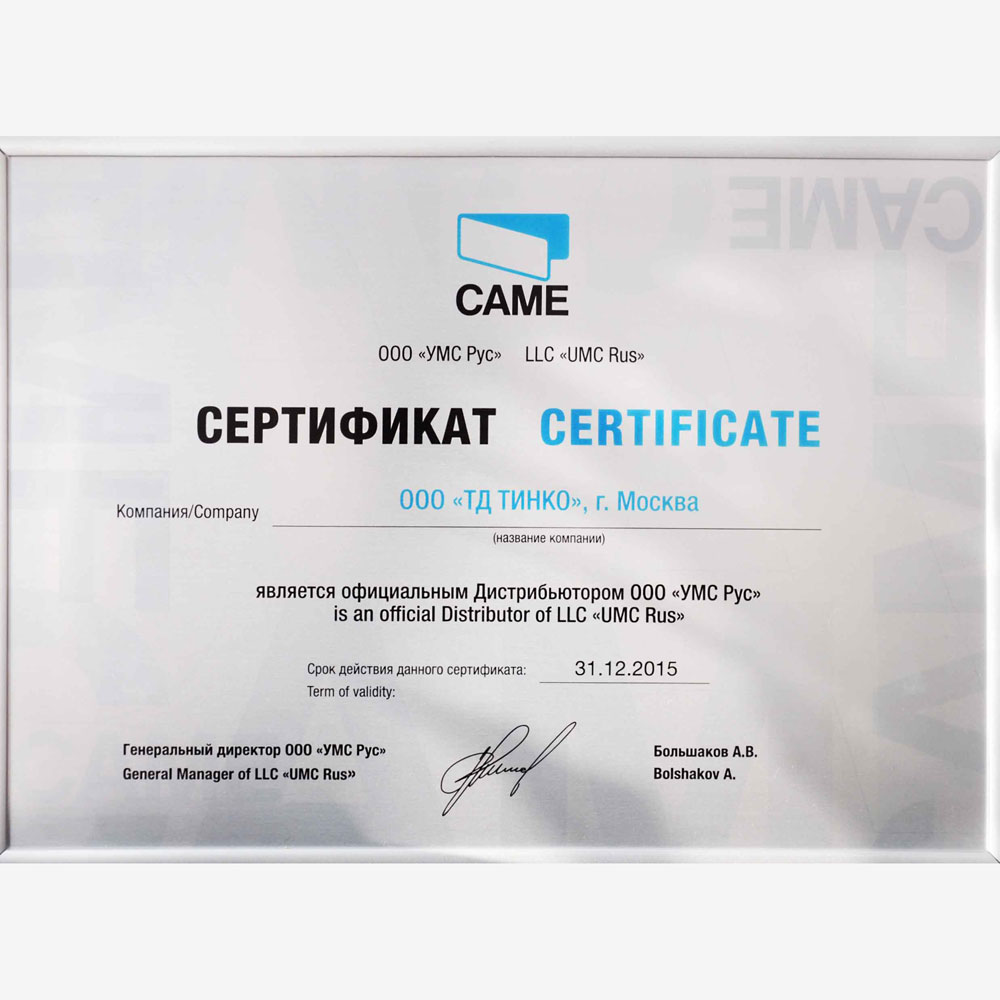 CAME
CAME
ООО «УМС Рус» LLC «UMC Rus»
СЕРТИФИКАТ CERTIFICATE
Компания/Company ООО «ТД ТИНКО», г. Москва
(название компании)
является официальным Дистрибьютором ООО «УМС Рус»
is an official Distributor of LLC «UMC Rus»
Срок действия данного сертификата: 31.12.2015
Term of validity:
Генеральный директор ООО «УМС Рус» Большаков А.В.
General Manager of LLC «UMC Rus» Bolshakov A.